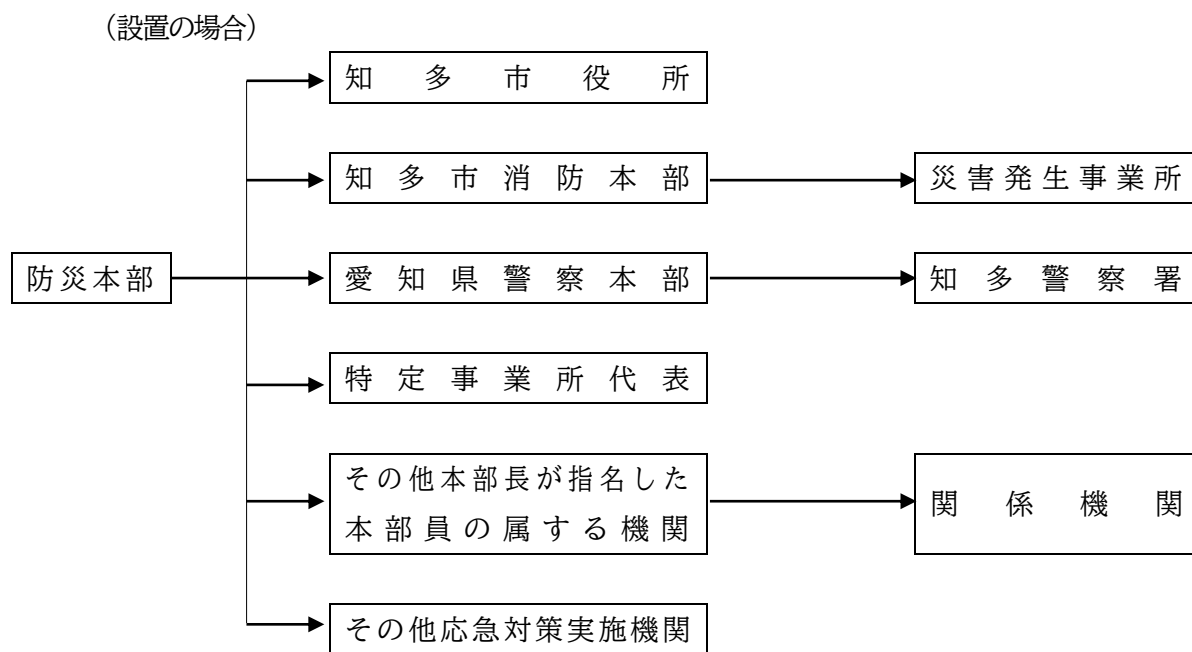 （設置の場合）
知多市役所
知多市消防本部
災害発生事業所
防災本部
愛知県警察本部
知多警察署
特定事業所代表
その他本部長が指名した
本部員の属する機関
関係機関
その他応急対策実施機関